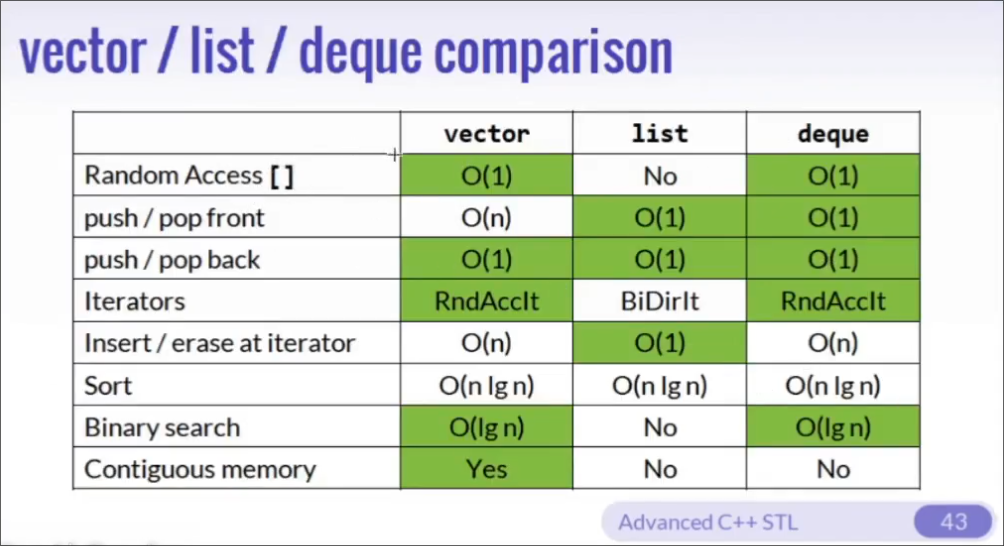 vector / list / deque comparison
vector list deque
Random Access [ ] O(1) No O(1)
push / pop front O(n) O(1) O(1)
push / pop back O(1) O(1) O(1)
Iterators RndAccIt BiDirIt RndAccIt
Insert / erase at iterator O(n) O(1) O(n)
Sort O(n lg n) O(n lg n) O(n lg n)
Binary search O(lg n) No O(lg n)
Contiguous memory Yes No No
Advanced C++ STL 43